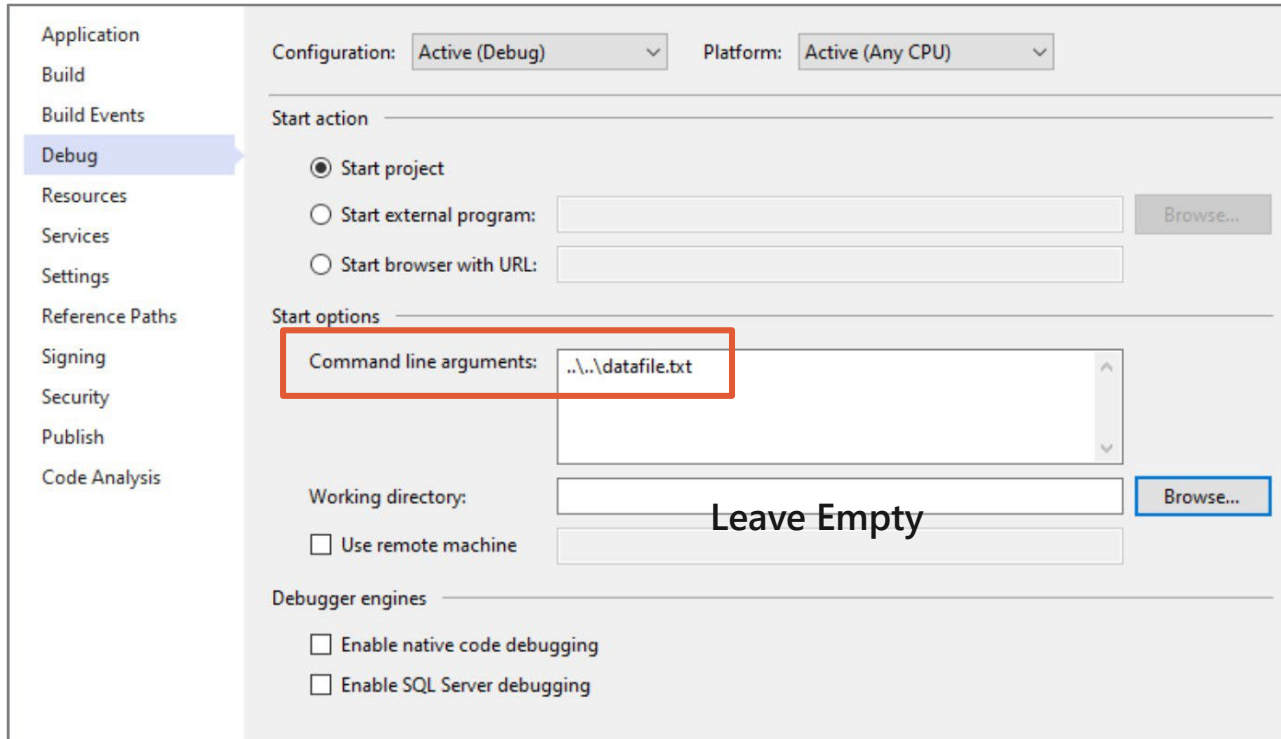 Application
Build
Build Events
Debug
Resources
Services
Settings
Reference Paths
Signing
Security
Publish
Code Analysis
Configuration: Active (Debug) Platform: Active (Any CPU)
Start action
Start project
Start external program: Browse...
Start browser with URL:
Start options
Command line arguments: ..\..\datafile.txt
Working directory: Browse...
Leave Empty
Use remote machine
Debugger engines
Enable native code debugging
Enable SQL Server debugging